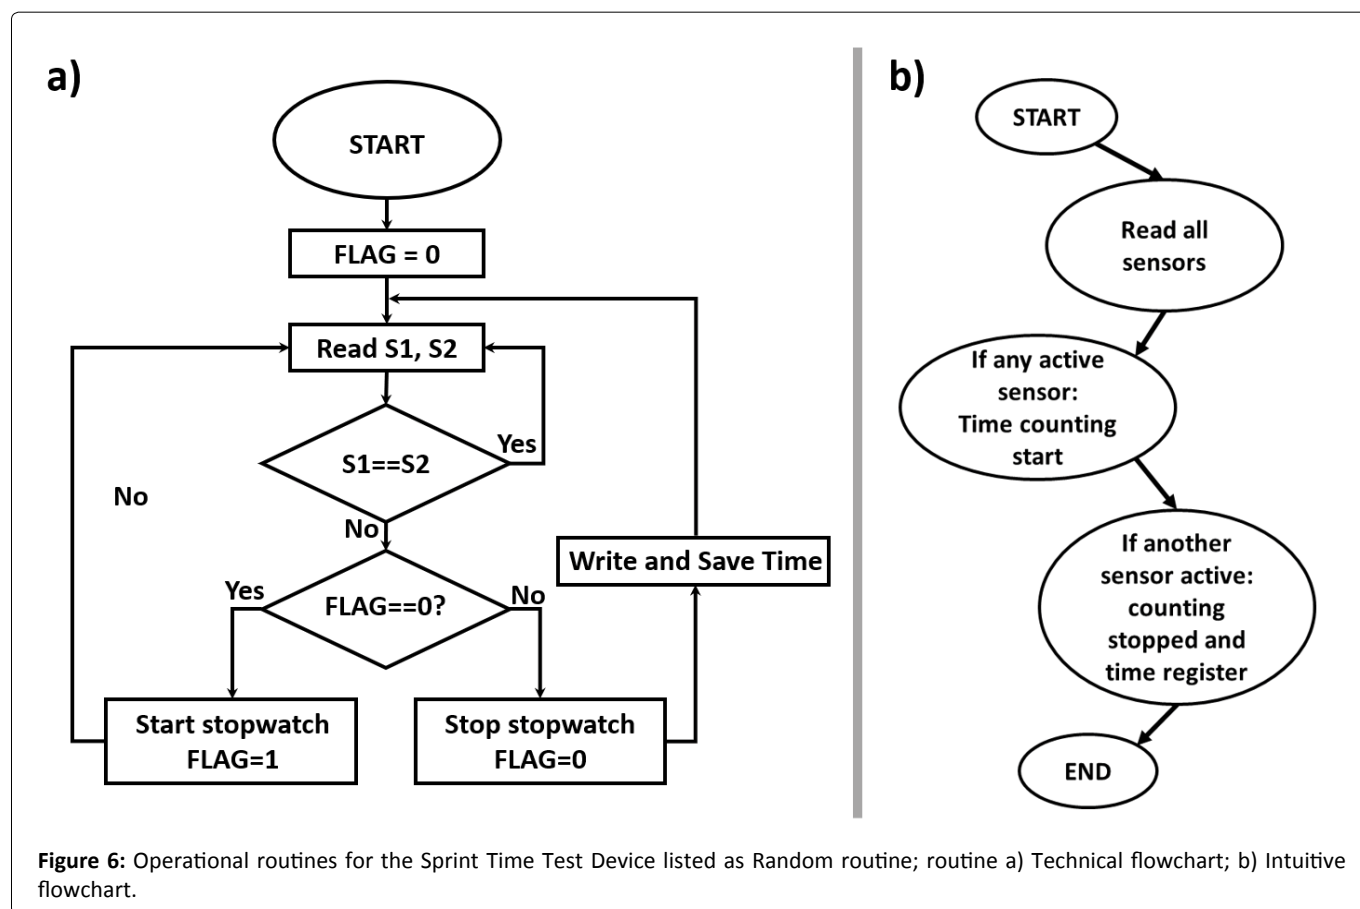 a)
START
FLAG = 0
Read S1, S2
S1==S2
Yes
No
No
FLAG==0?
Yes
No
Write and Save Time
Start stopwatch
FLAG=1
Stop stopwatch
FLAG=0
b)
START
Read all
sensors
If any active
sensor:
Time counting
start
If another
sensor active:
counting
stopped and
time register
END
Figure 6: Operational routines for the Sprint Time Test Device listed as Random routine; routine a) Technical flowchart; b) Intuitive
flowchart.